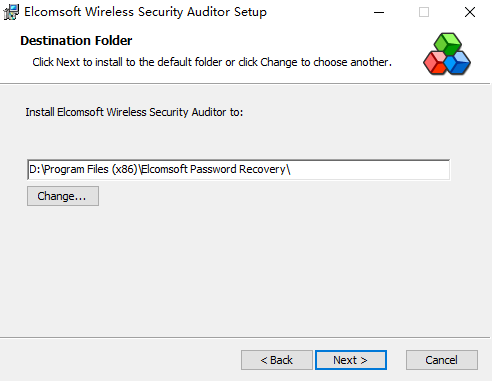 Elcomsoft Wireless Security Auditor Setup
Destination Folder
Click Next to install to the default folder or click Change to choose another.
Install Elcomsoft Wireless Security Auditor to:
D:\Program Files (x86)\Elcomsoft Password Recovery\
Change...
< Back
Next >
Cancel